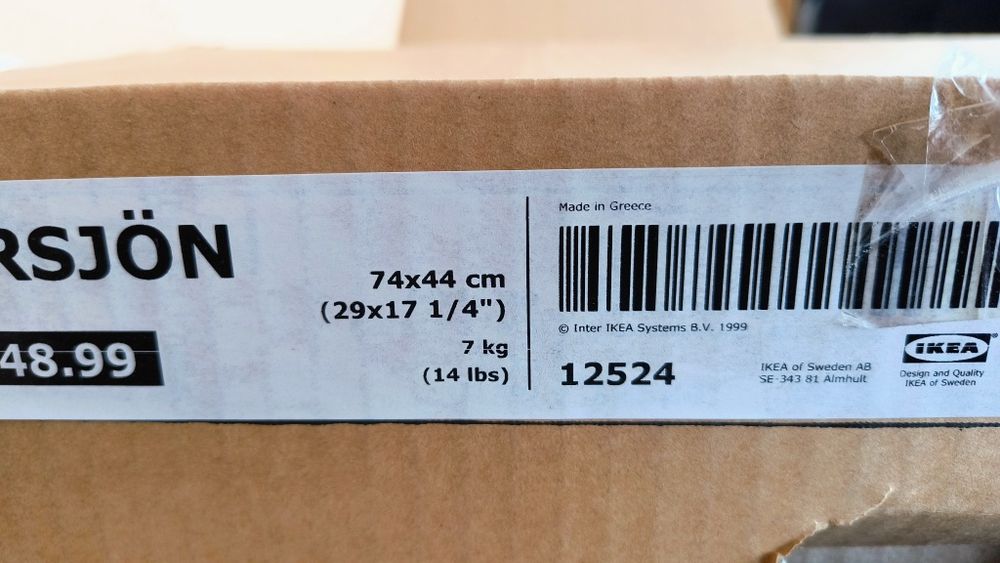 RSJÖN
48.99
74x44 cm
(29x17 1/4")
7 kg
(14 lbs)
Made in Greece
© Inter IKEA Systems B.V. 1999
12524
IKEA of Sweden AB
SE-343 81 Almhult
IKEA
Design and Quality
IKEA of Sweden